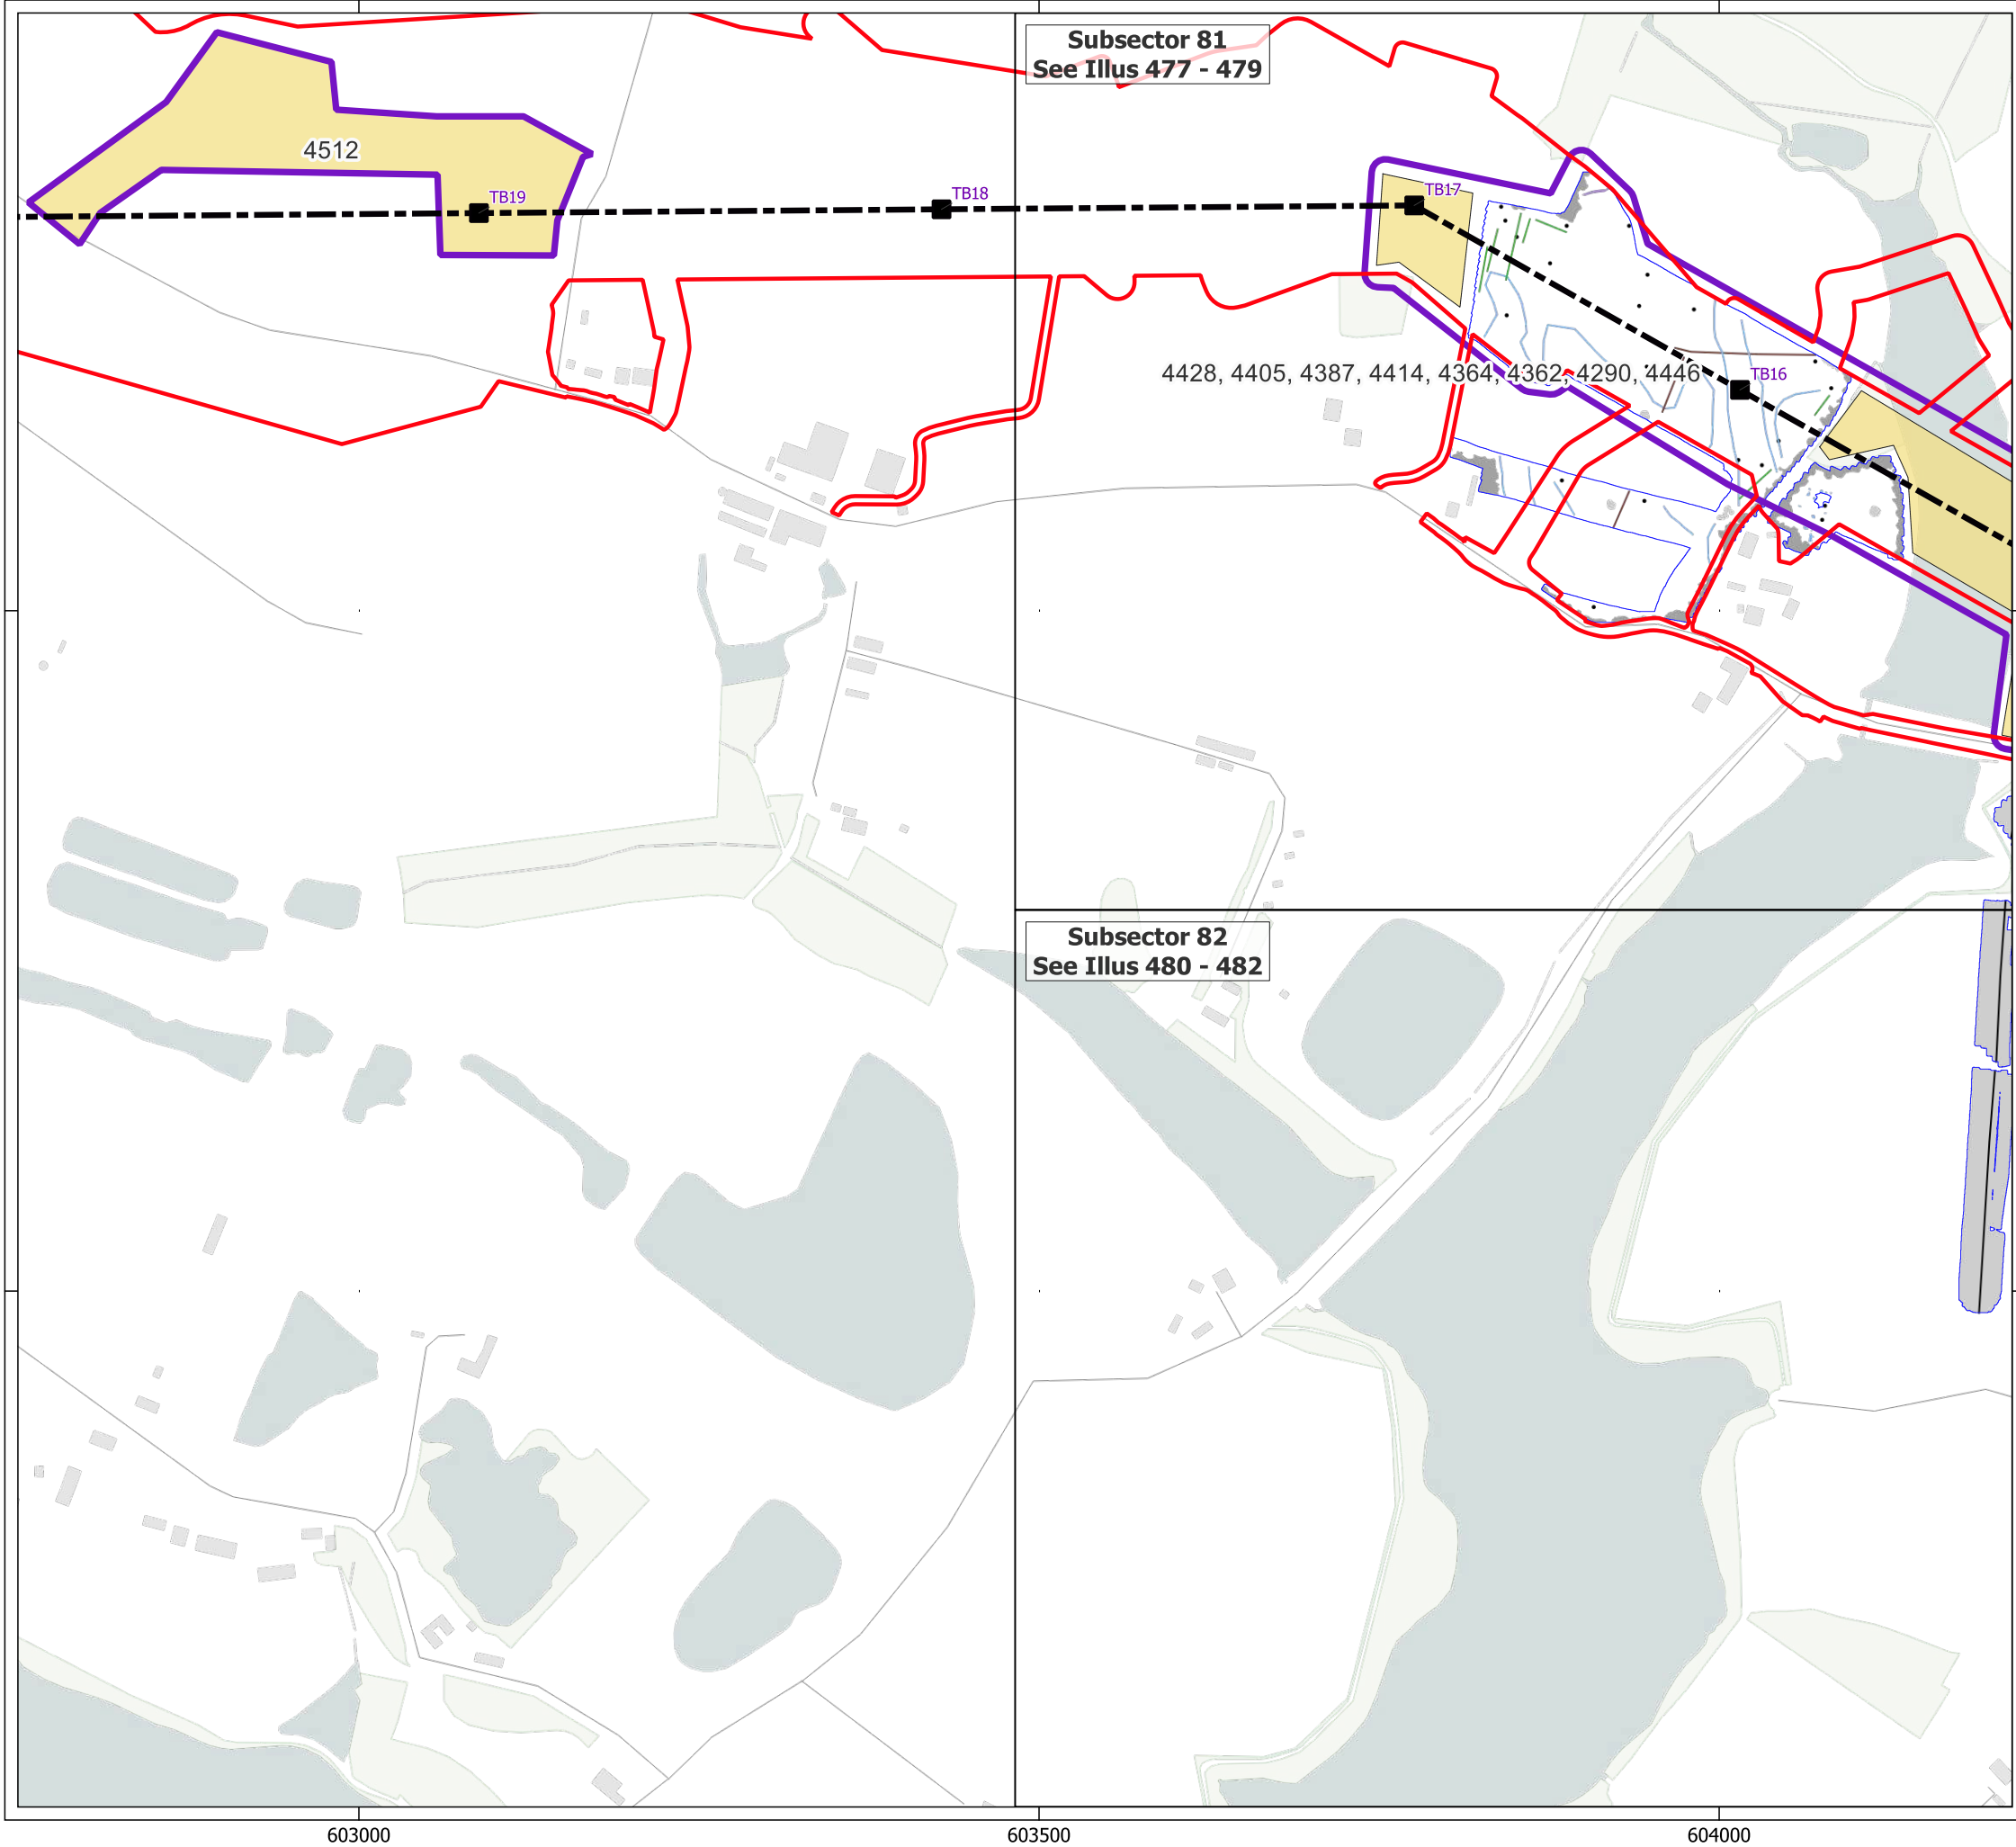 Subsector 81
See Illus 477 - 479
4512
TB19
TB18
TB17
4428, 4405, 4387, 4414, 4364, 4362, 4290, 4446
TB16
Subsector 82
See Illus 480 - 482
603000
603500
604000